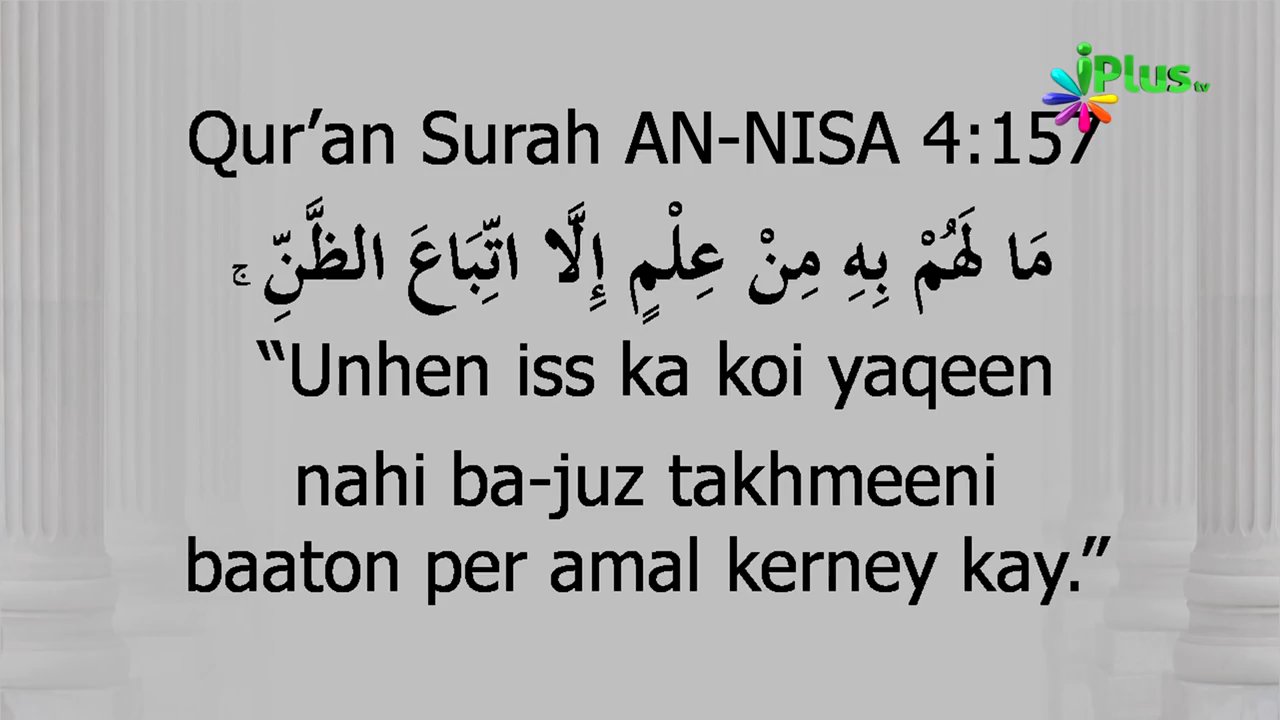 iPlus tv
Qur’an Surah AN-NISA 4:157
مَا لَهُمْ بِهِ مِنْ عِلْمٍ إِلَّا اتِّبَاعَ الظَّنِّ ۚ
“Unhen iss ka koi yaqeen
nahi ba-juz takhmeeni
baaton per amal kerney kay.”